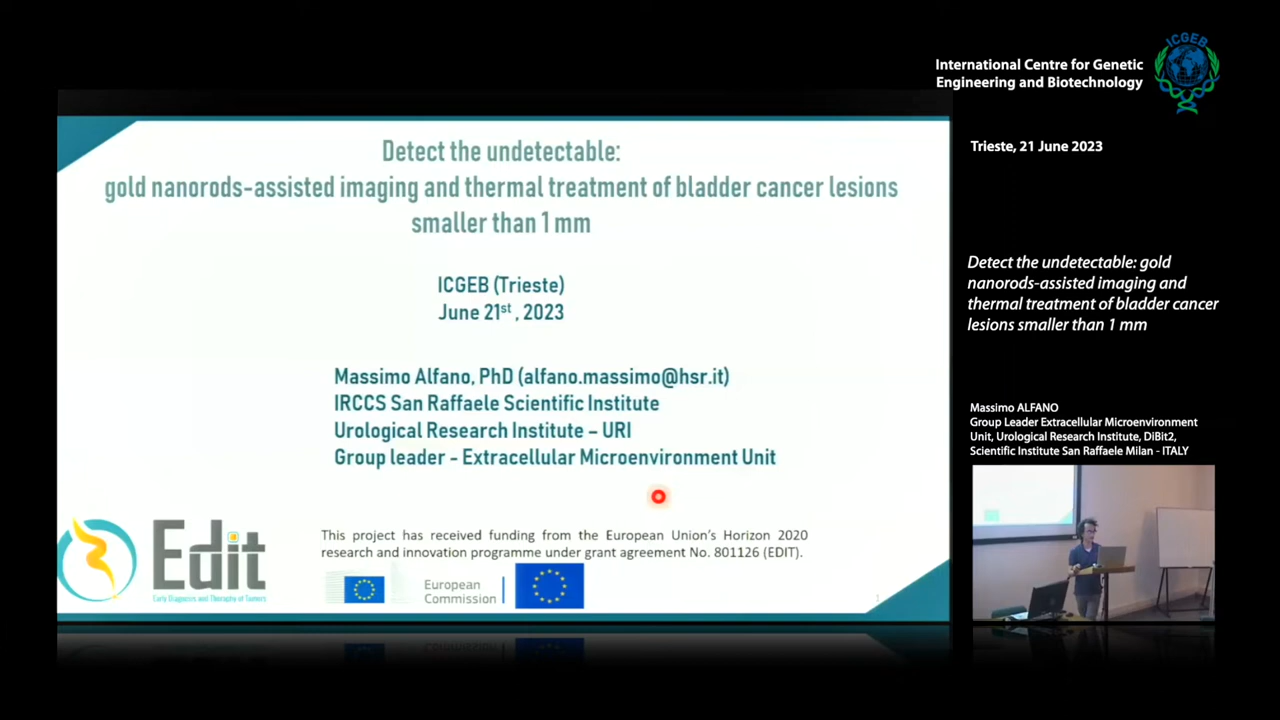 International Centre for Genetic
Engineering and Biotechnology
ICGEB
Trieste, 21 June 2023
Detect the undetectable:
gold nanorods-assisted imaging and thermal treatment of bladder cancer lesions
smaller than 1 mm
ICGEB (Trieste)
June 21st , 2023
Massimo Alfano, PhD (alfano.massimo@hsr.it)
IRCCS San Raffaele Scientific Institute
Urological Research Institute – URI
Group leader - Extracellular Microenvironment Unit
Edit
Early Diagnosis and Therapy of Tumors
This project has received funding from the European Union's Horizon 2020
research and innovation programme under grant agreement No. 801126 (EDIT).
European
Commission
1
Detect the undetectable: gold
nanorods-assisted imaging and
thermal treatment of bladder cancer
lesions smaller than 1 mm
Massimo ALFANO
Group Leader Extracellular Microenvironment
Unit, Urological Research Institute, DiBit2,
Scientific Institute San Raffaele Milan - ITALY